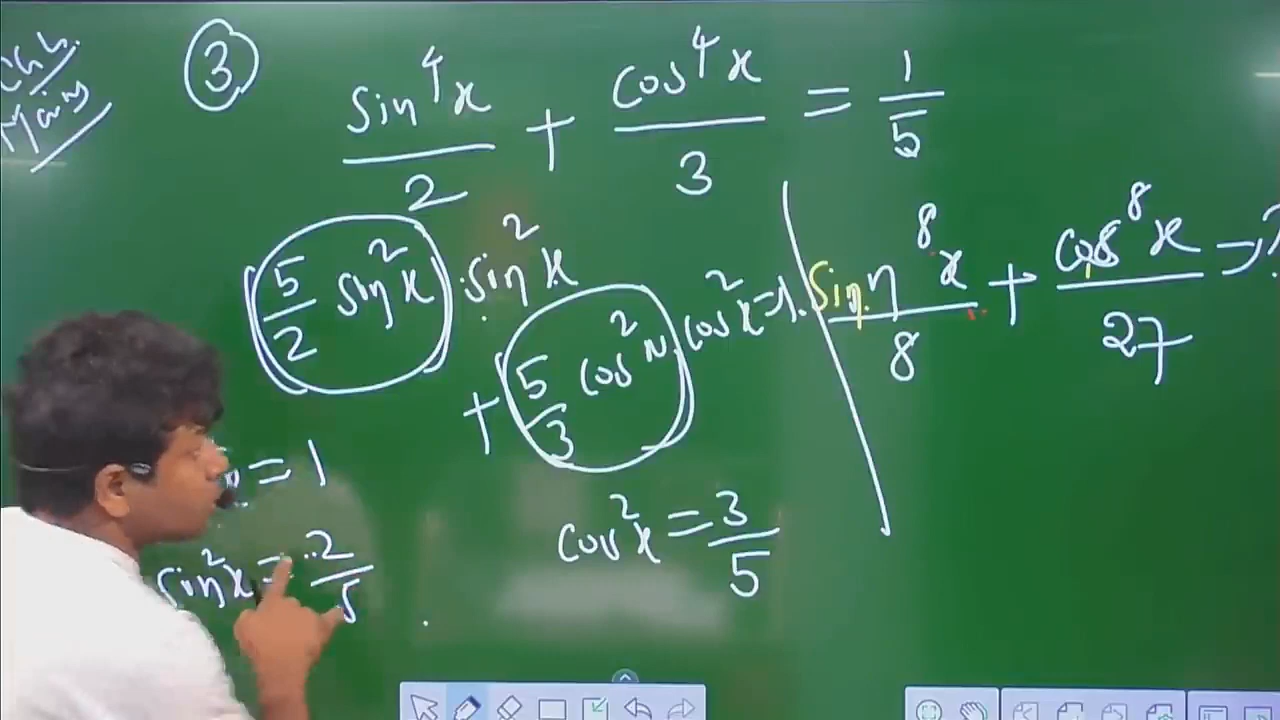 Mains
3
sin⁴x/2 + cos⁴x/3 = 1/5
(5/2 sin²x) · sin²x
+ (5/3 cos²x) cos²x = 1.
sin⁸x/8 + cos⁸x/27 → ?
= 1
sin²x = 2/5
cos²x = 3/5